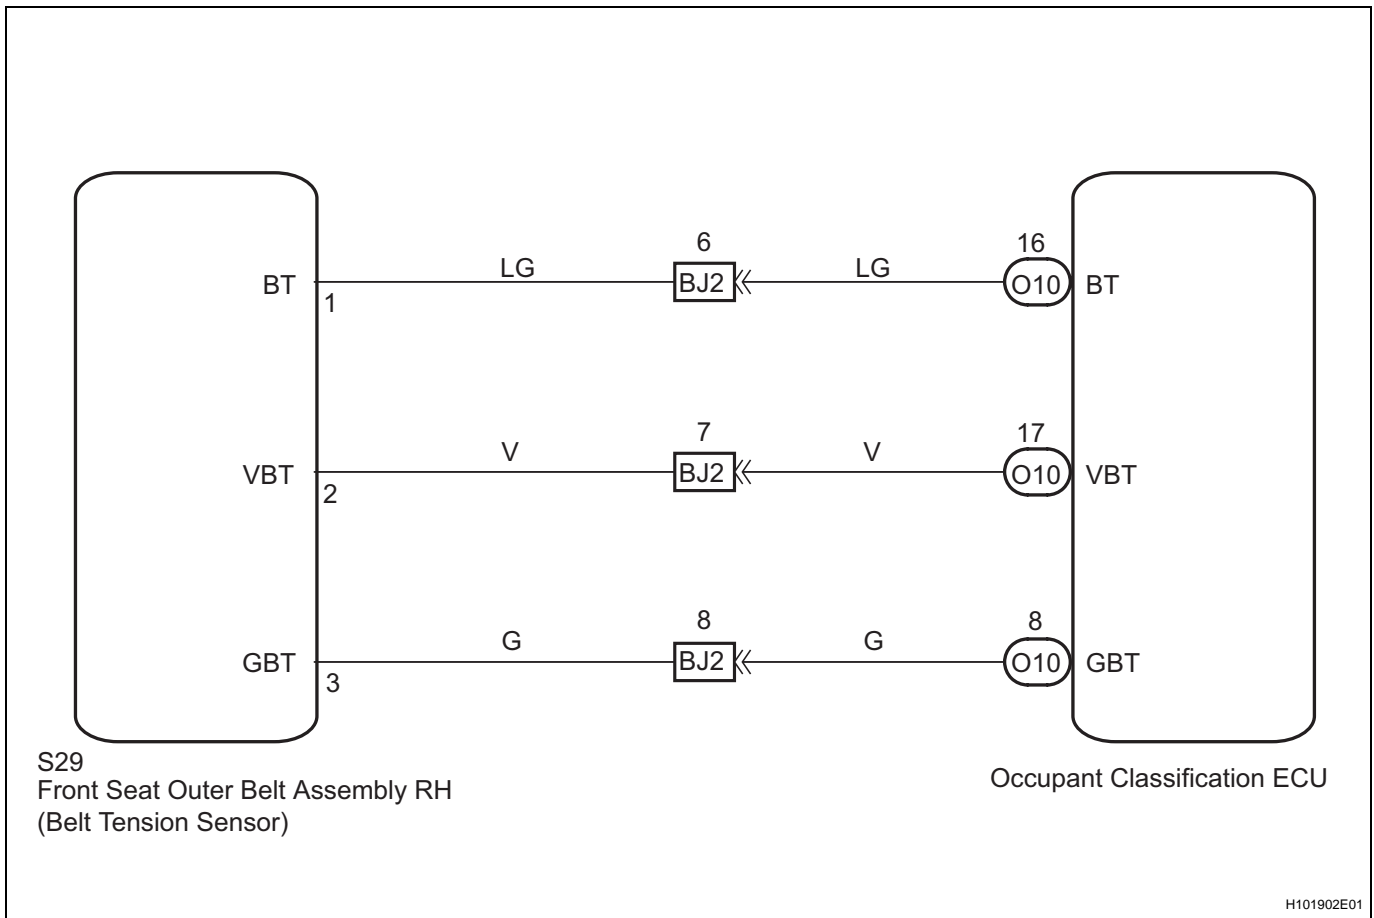 6
16
LG
LG
BT
1
BJ2
O10
BT
7
17
V
V
VBT
2
BJ2
O10
VBT
8
8
G
G
GBT
3
BJ2
O10
GBT
S29
Front Seat Outer Belt Assembly RH
(Belt Tension Sensor)
Occupant Classification ECU
H101902E01